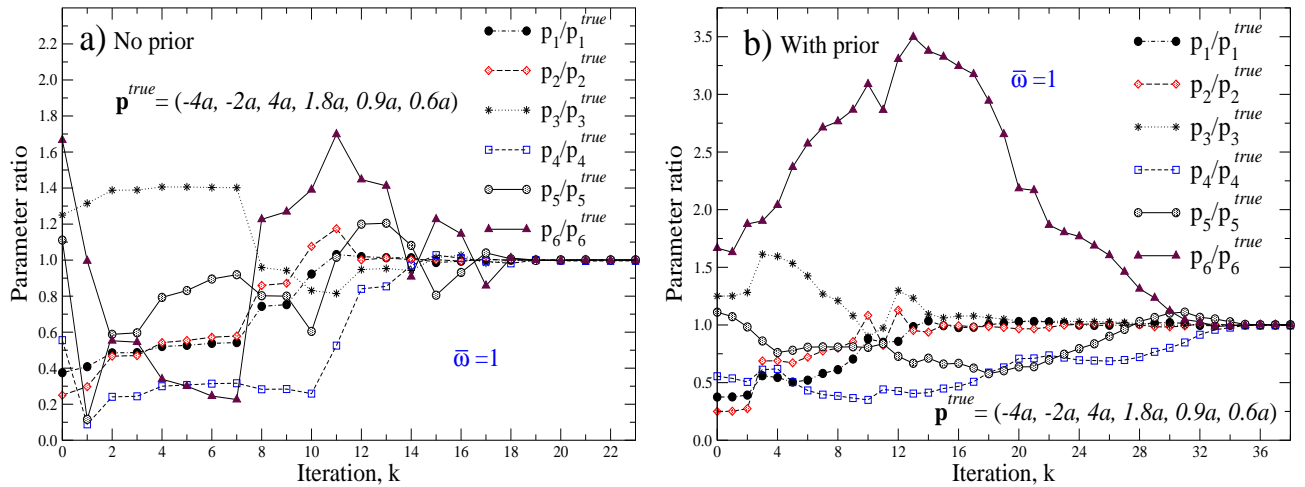 a) No prior
p1/p1^true
p2/p2^true
p3/p3^true
p4/p4^true
p5/p5^true
p6/p6^true
p^true = (-4a, -2a, 4a, 1.8a, 0.9a, 0.6a)
ω̄=1
Parameter ratio
2.2
2.0
1.8
1.6
1.4
1.2
1.0
0.8
0.6
0.4
0.2
0.0
0 2 4 6 8 10 12 14 16 18 20 22
Iteration, k
b) With prior
ω̄=1
p1/p1^true
p2/p2^true
p3/p3^true
p4/p4^true
p5/p5^true
p6/p6^true
p^true = (-4a, -2a, 4a, 1.8a, 0.9a, 0.6a)
Parameter ratio
3.5
3.0
2.5
2.0
1.5
1.0
0.5
0.0
0 4 8 12 16 20 24 28 32 36
Iteration, k